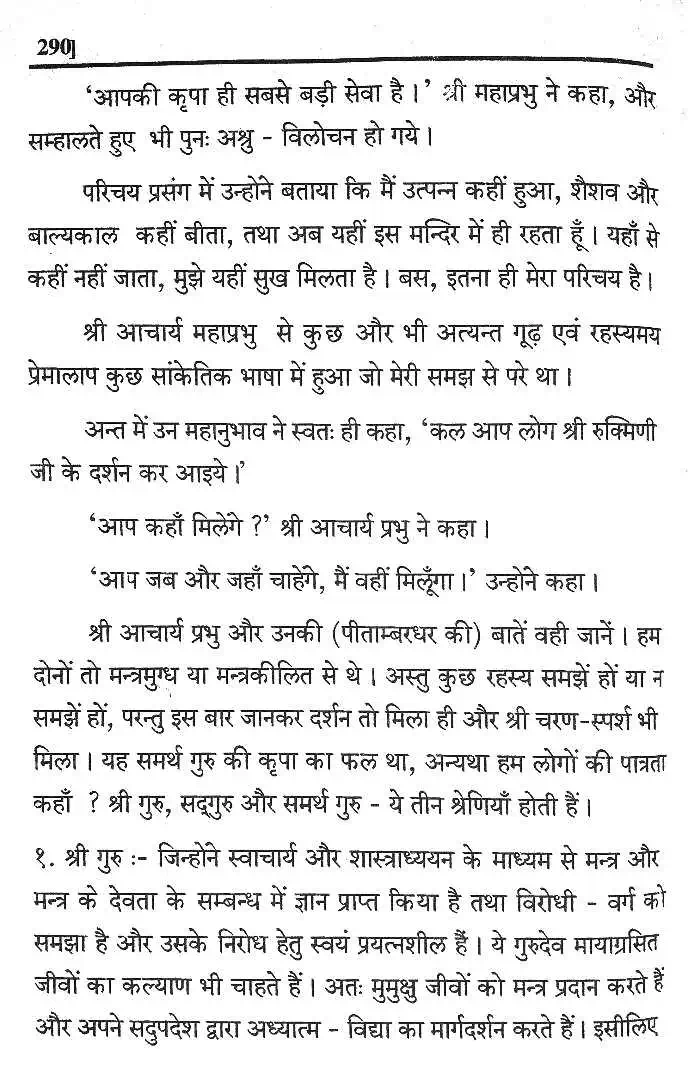 290]
‘आपकी कृपा ही सबसे बड़ी सेवा है।’ श्री महाप्रभु ने कहा, और
सम्हालते हुए भी पुनः अश्रु - विलोचन हो गये।
परिचय प्रसंग में उन्होने बताया कि मैं उत्पन्न कहीं हुआ, शैशव और
बाल्यकाल कहीं बीता, तथा अब यहीं इस मन्दिर में ही रहता हूँ। यहाँ से
कहीं नहीं जाता, मुझे यहीं सुख मिलता है। बस, इतना ही मेरा परिचय है।
श्री आचार्य महाप्रभु से कुछ और भी अत्यन्त गूढ़ एवं रहस्यमय
प्रेमालाप कुछ सांकेतिक भाषा में हुआ जो मेरी समझ से परे था।
अन्त में उन महानुभाव ने स्वतः ही कहा, ‘कल आप लोग श्री रुक्मिणी
जी के दर्शन कर आइये।’
‘आप कहाँ मिलेंगे ?’ श्री आचार्य प्रभु ने कहा।
‘आप जब और जहाँ चाहेंगे, मैं वहीं मिलूँगा।’ उन्होने कहा।
श्री आचार्य प्रभु और उनकी (पीताम्बरधर की) बातें वही जानें। हम
दोनों तो मन्त्रमुग्ध या मन्त्रकीलित से थे। अस्तु कुछ रहस्य समझें हों या न
समझें हों, परन्तु इस बार जानकर दर्शन तो मिला ही और श्री चरण-स्पर्श भी
मिला। यह समर्थ गुरु की कृपा का फल था, अन्यथा हम लोगों की पात्रता
कहाँ ? श्री गुरु, सद्‌गुरु और समर्थ गुरु - ये तीन श्रेणियाँ होती हैं।
१. श्री गुरु :- जिन्होने स्वाचार्य और शास्त्राध्ययन के माध्यम से मन्त्र और
मन्त्र के देवता के सम्बन्ध में ज्ञान प्राप्त किया है तथा विरोधी - वर्ग को
समझा है और उसके निरोध हेतु स्वयं प्रयत्नशील हैं। ये गुरुदेव मायाग्रसित
जीवों का कल्याण भी चाहते हैं। अतः मुमुक्षु जीवों को मन्त्र प्रदान करते हैं
और अपने सदुपदेश द्वारा अध्यात्म - विद्या का मार्गदर्शन करते हैं। इसीलिए